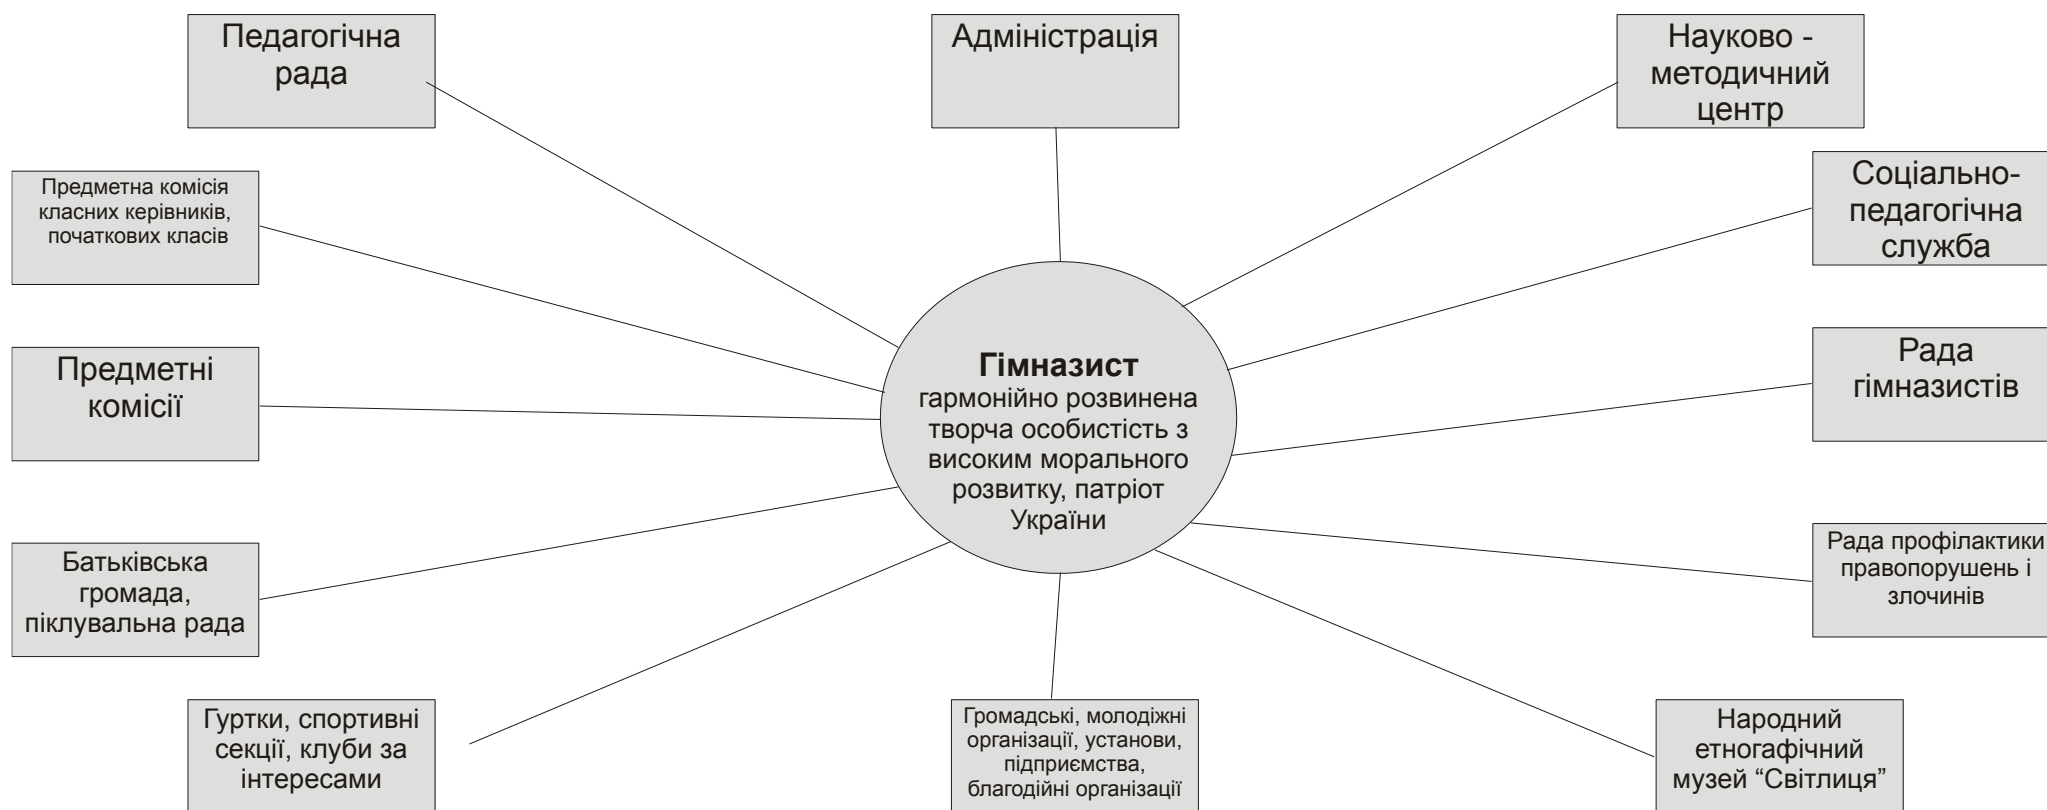 Педагогічна
рада
Адміністрація
Науково -
методичний
центр
Предметна комісія
класних керівників,
початкових класів
Соціально-
педагогічна
служба
Предметні
комісії
Гімназист
гармонійно розвинена
творча особистість з
високим морального
розвитку, патріот
України
Рада
гімназистів
Батьківська
громада,
піклувальна рада
Рада профілактики
правопорушень і
злочинів
Гуртки, спортивні
секції, клуби за
інтересами
Громадські, молодіжні
організації, установи,
підприємства,
благодійні організації
Народний
етногафічний
музей “Світлиця”